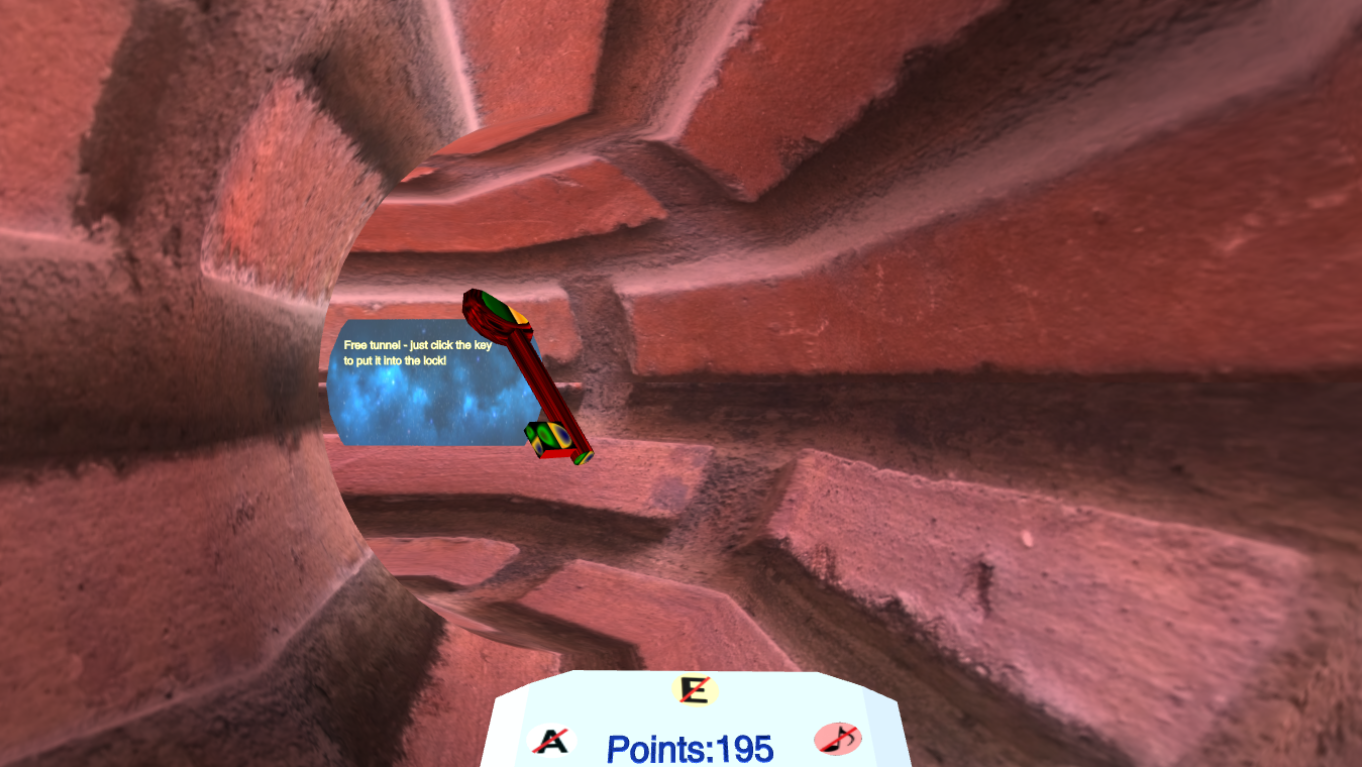 Free tunnel - just click the key
to put it into the lock!
E
A
Points:195